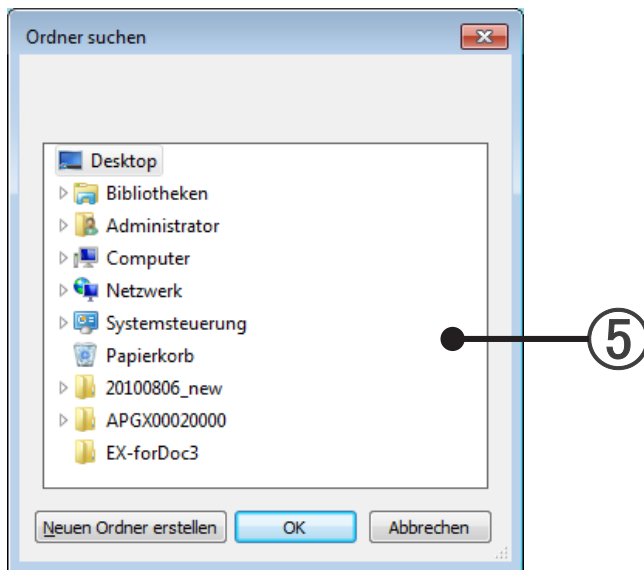 Ordner suchen
Desktop
Bibliotheken
Administrator
Computer
Netzwerk
Systemsteuerung
Papierkorb
20100806_new
APGX00020000
EX-forDoc3
Neuen Ordner erstellen OK Abbrechen
⑤